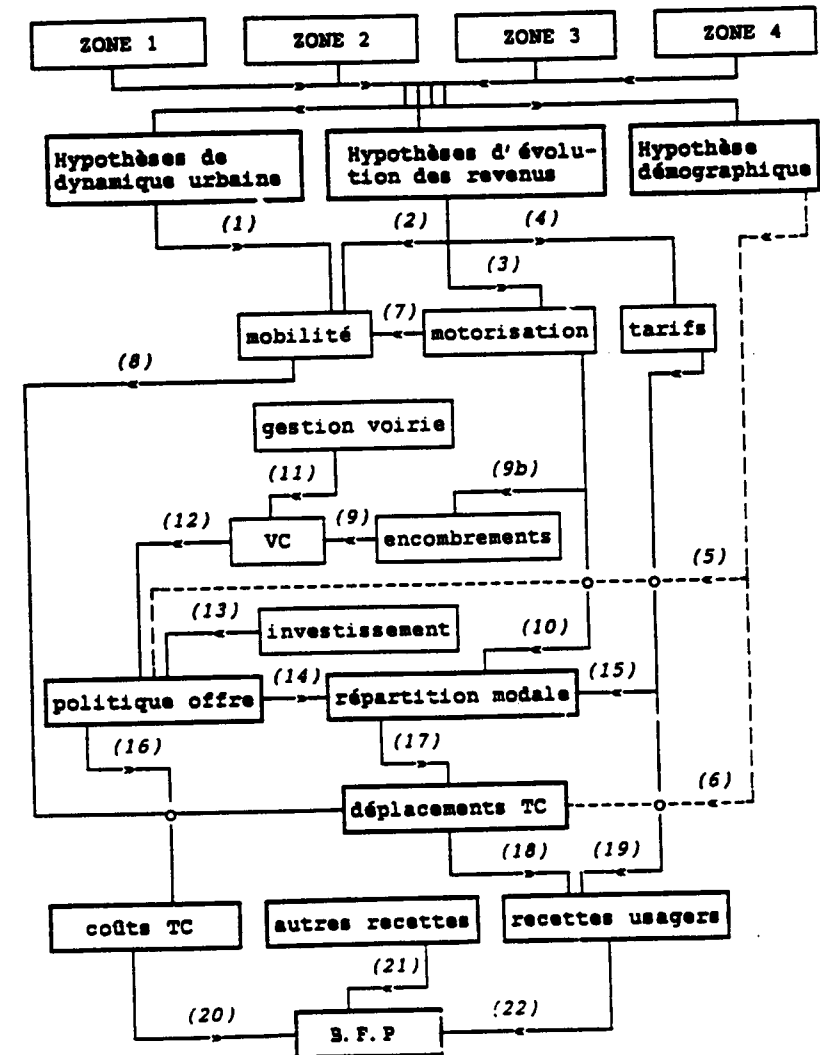 ZONE 1
ZONE 2
ZONE 3
ZONE 4
Hypothèses de
dynamique urbaine
Hypothèses d'évolu-
tion des revenus
Hypothèse
démographique
(1)
(2)
(4)
(3)
mobilité
(7)
motorisation
tarifs
(8)
gestion voirie
(11)
(9b)
(12)
VC
(9)
encombrements
(5)
(13)
investissement
(10)
politique offre
(14)
répartition modale
(15)
(16)
(17)
(6)
déplacements TC
(18)
(19)
coûts TC
autres recettes
recettes usagers
(21)
(20)
B.F.P
(22)